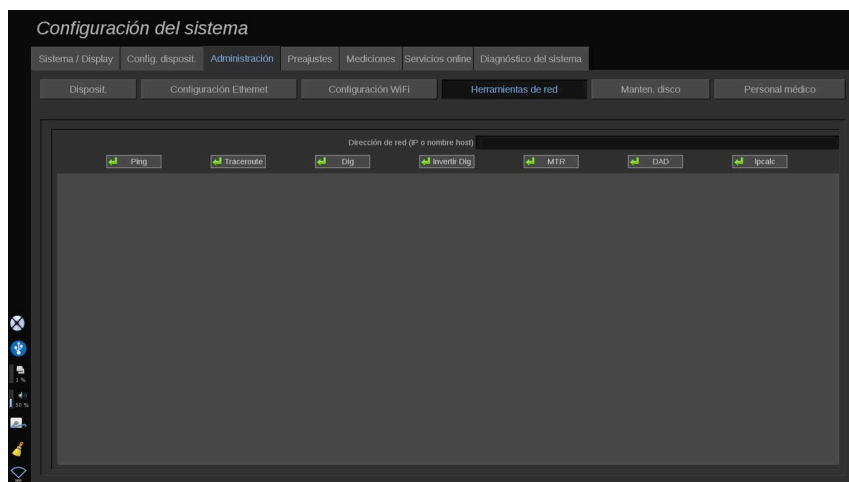 Configuración del sistema
Sistema / Display Config. disposit. Administración Preajustes Mediciones Servicios online Diagnóstico del sistema
Disposit. Configuración Ethernet Configuración WiFi Herramientas de red Manten. disco Personal médico
Dirección de red (IP o nombre host)
Ping Traceroute Dig Invertir Dig MTR DAD Ipcalc
1 %
50 %